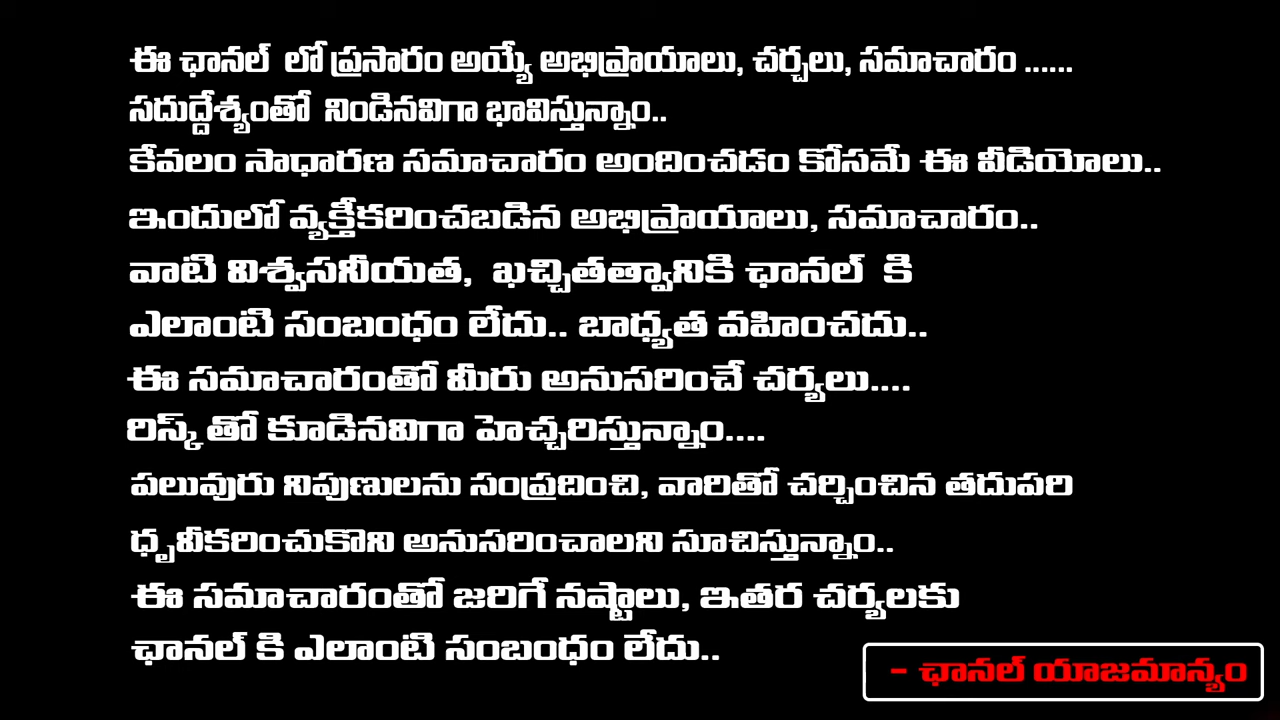 ఈ ఛానల్ లో ప్రసారం అయ్యే అభిప్రాయాలు, చర్చలు, సమాచారం ......
సదుద్దేశ్యంతో నిండినవిగా భావిస్తున్నాం..
కేవలం సాధారణ సమాచారం అందించడం కోసమే ఈ వీడియోలు..
ఇందులో వ్యక్తీకరించబడిన అభిప్రాయాలు, సమాచారం..
వాటి విశ్వసనీయత, ఖచ్చితత్వానికి ఛానల్ కి
ఎలాంటి సంబంధం లేదు.. బాధ్యత వహించదు..
ఈ సమాచారంతో మీరు అనుసరించే చర్యలు....
రిస్క్ తో కూడినవిగా హెచ్చరిస్తున్నాం....
పలువురు నిపుణులను సంప్రదించి, వారితో చర్చించిన తదుపరి
ధృవీకరించుకొని అనుసరించాలని సూచిస్తున్నాం..
ఈ సమాచారంతో జరిగే నష్టాలు, ఇతర చర్యలకు
ఛానల్ కి ఎలాంటి సంబంధం లేదు..
- ఛానల్ యాజమాన్యం